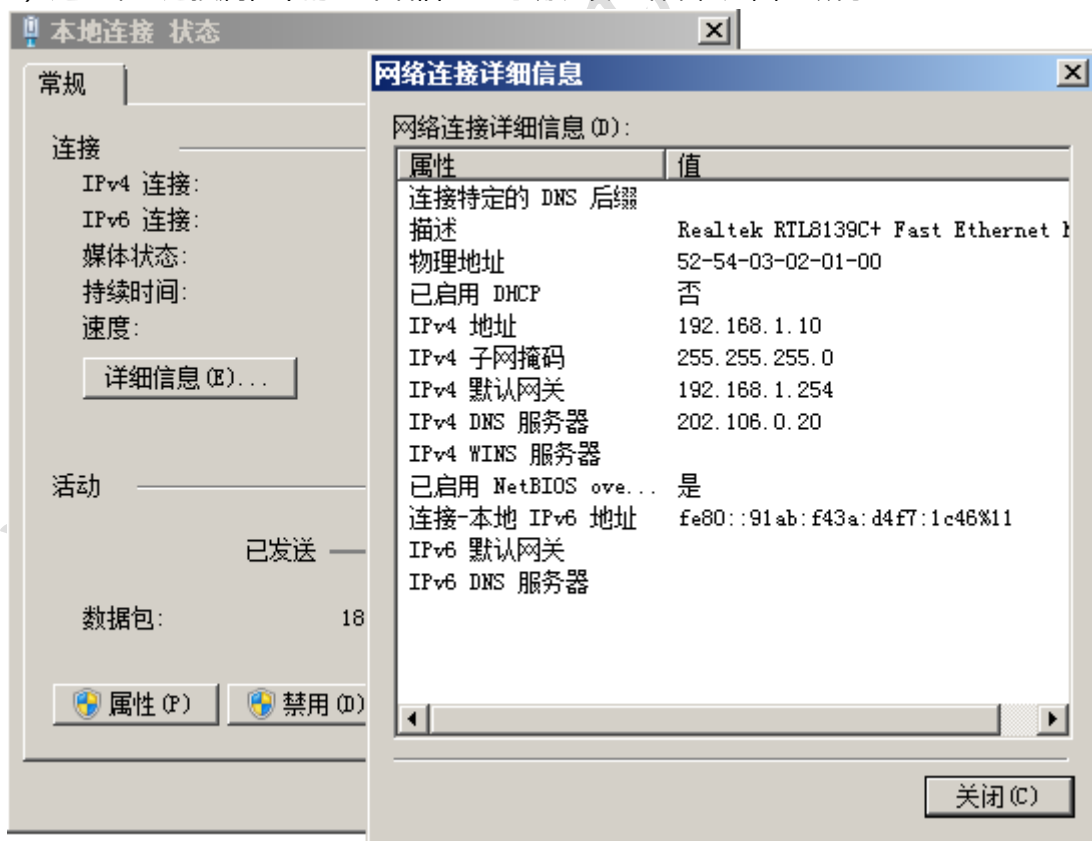 本地连接 状态
常规
连接
IPv4 连接:
IPv6 连接:
媒体状态:
持续时间:
速度:
详细信息(E)...
活动
已发送
数据包:
18
属性(P)
禁用(D)
网络连接详细信息
网络连接详细信息(D):
属性 值
连接特定的 DNS 后缀
描述 Realtek RTL8139C+ Fast Ethernet
物理地址 52-54-03-02-01-00
已启用 DHCP 否
IPv4 地址 192.168.1.10
IPv4 子网掩码 255.255.255.0
IPv4 默认网关 192.168.1.254
IPv4 DNS 服务器 202.106.0.20
IPv4 WINS 服务器
已启用 NetBIOS ove... 是
连接-本地 IPv6 地址 fe80::91ab:f43a:d4f7:1c46%11
IPv6 默认网关
IPv6 DNS 服务器
关闭(C)